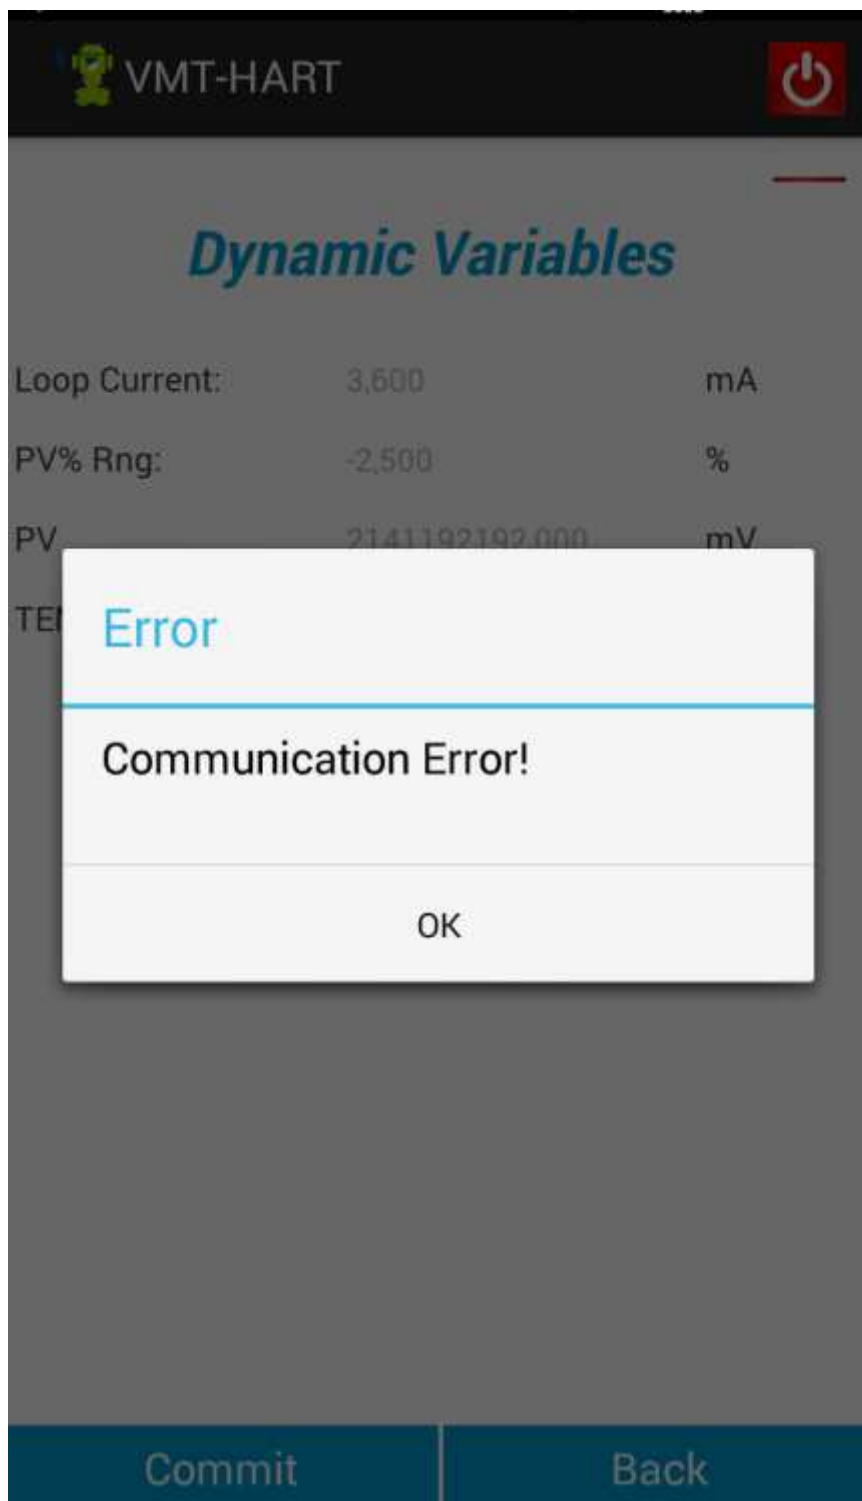 VMT-HART
Dynamic Variables
Loop Current: 3,600 mA
PV% Rng: -2,500 %
PV 2141192192,000 mV
Error
Communication Error!
OK
Commit Back